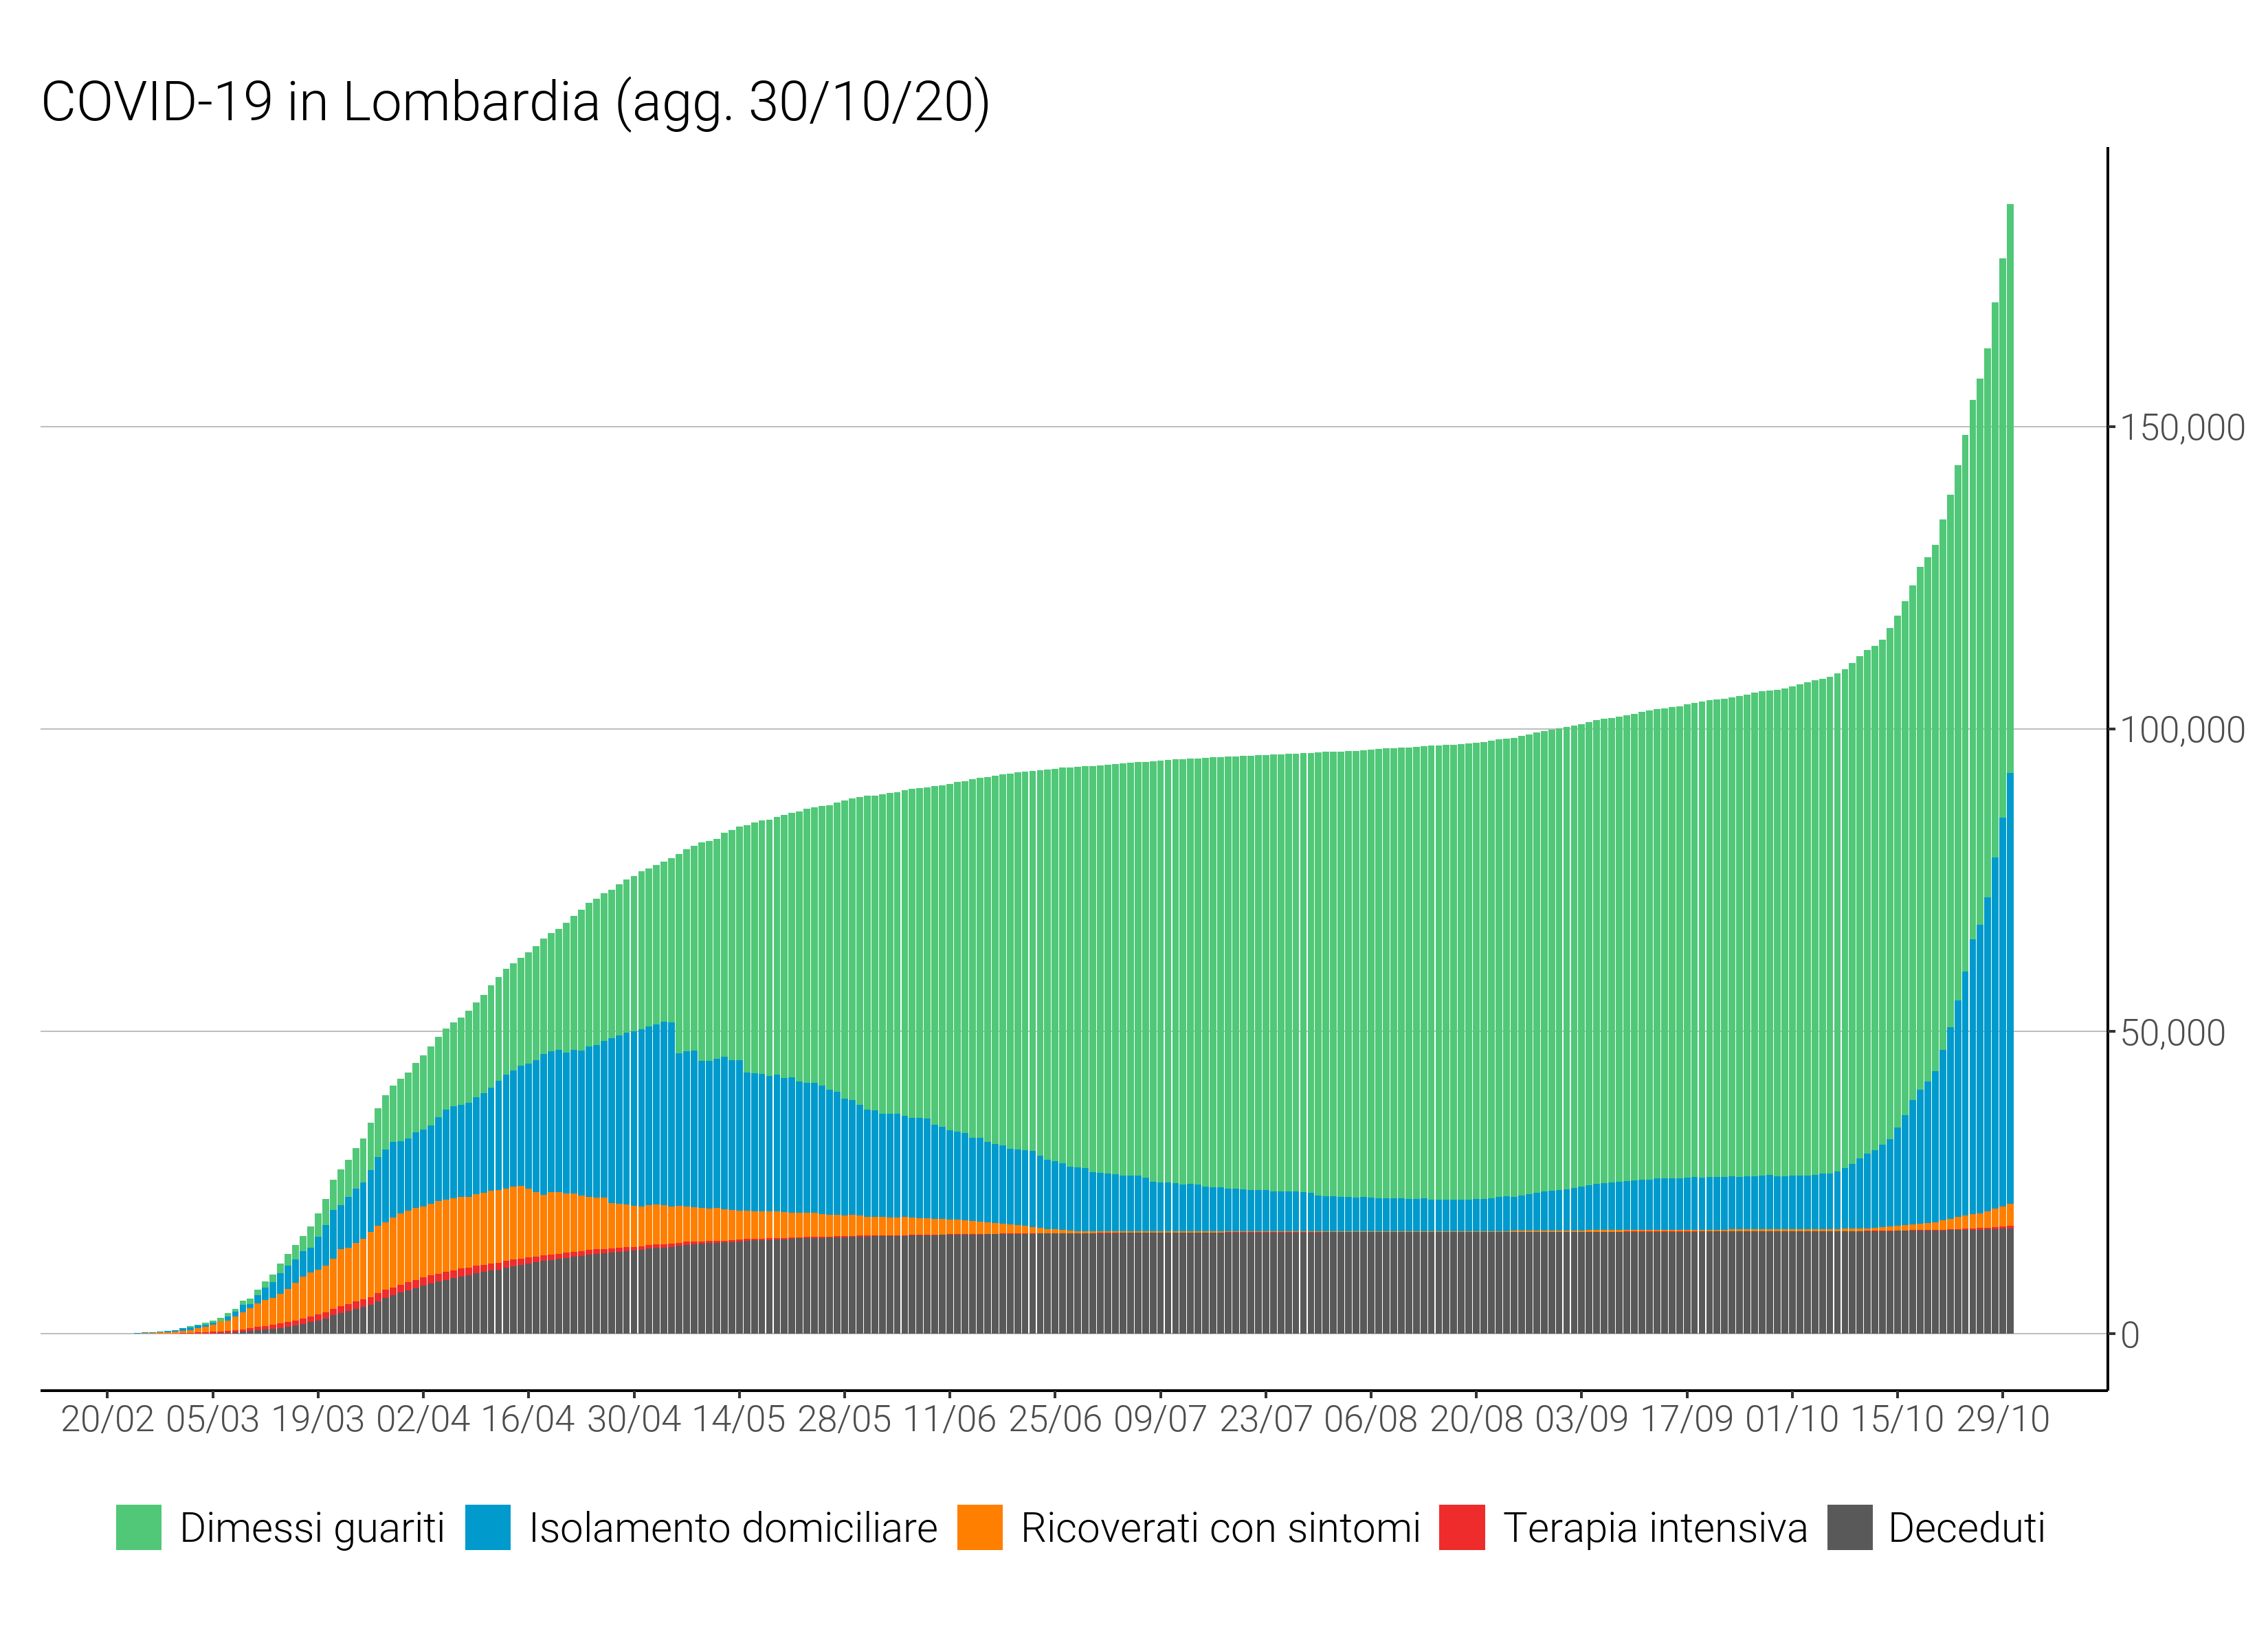 COVID-19 in Lombardia (agg. 30/10/20)
150,000
100,000
50,000
0
20/02 05/03 19/03 02/04 16/04 30/04 14/05 28/05 11/06 25/06 09/07 23/07 06/08 20/08 03/09 17/09 01/10 15/10 29/10
Dimessi guariti Isolamento domiciliare Ricoverati con sintomi Terapia intensiva Deceduti